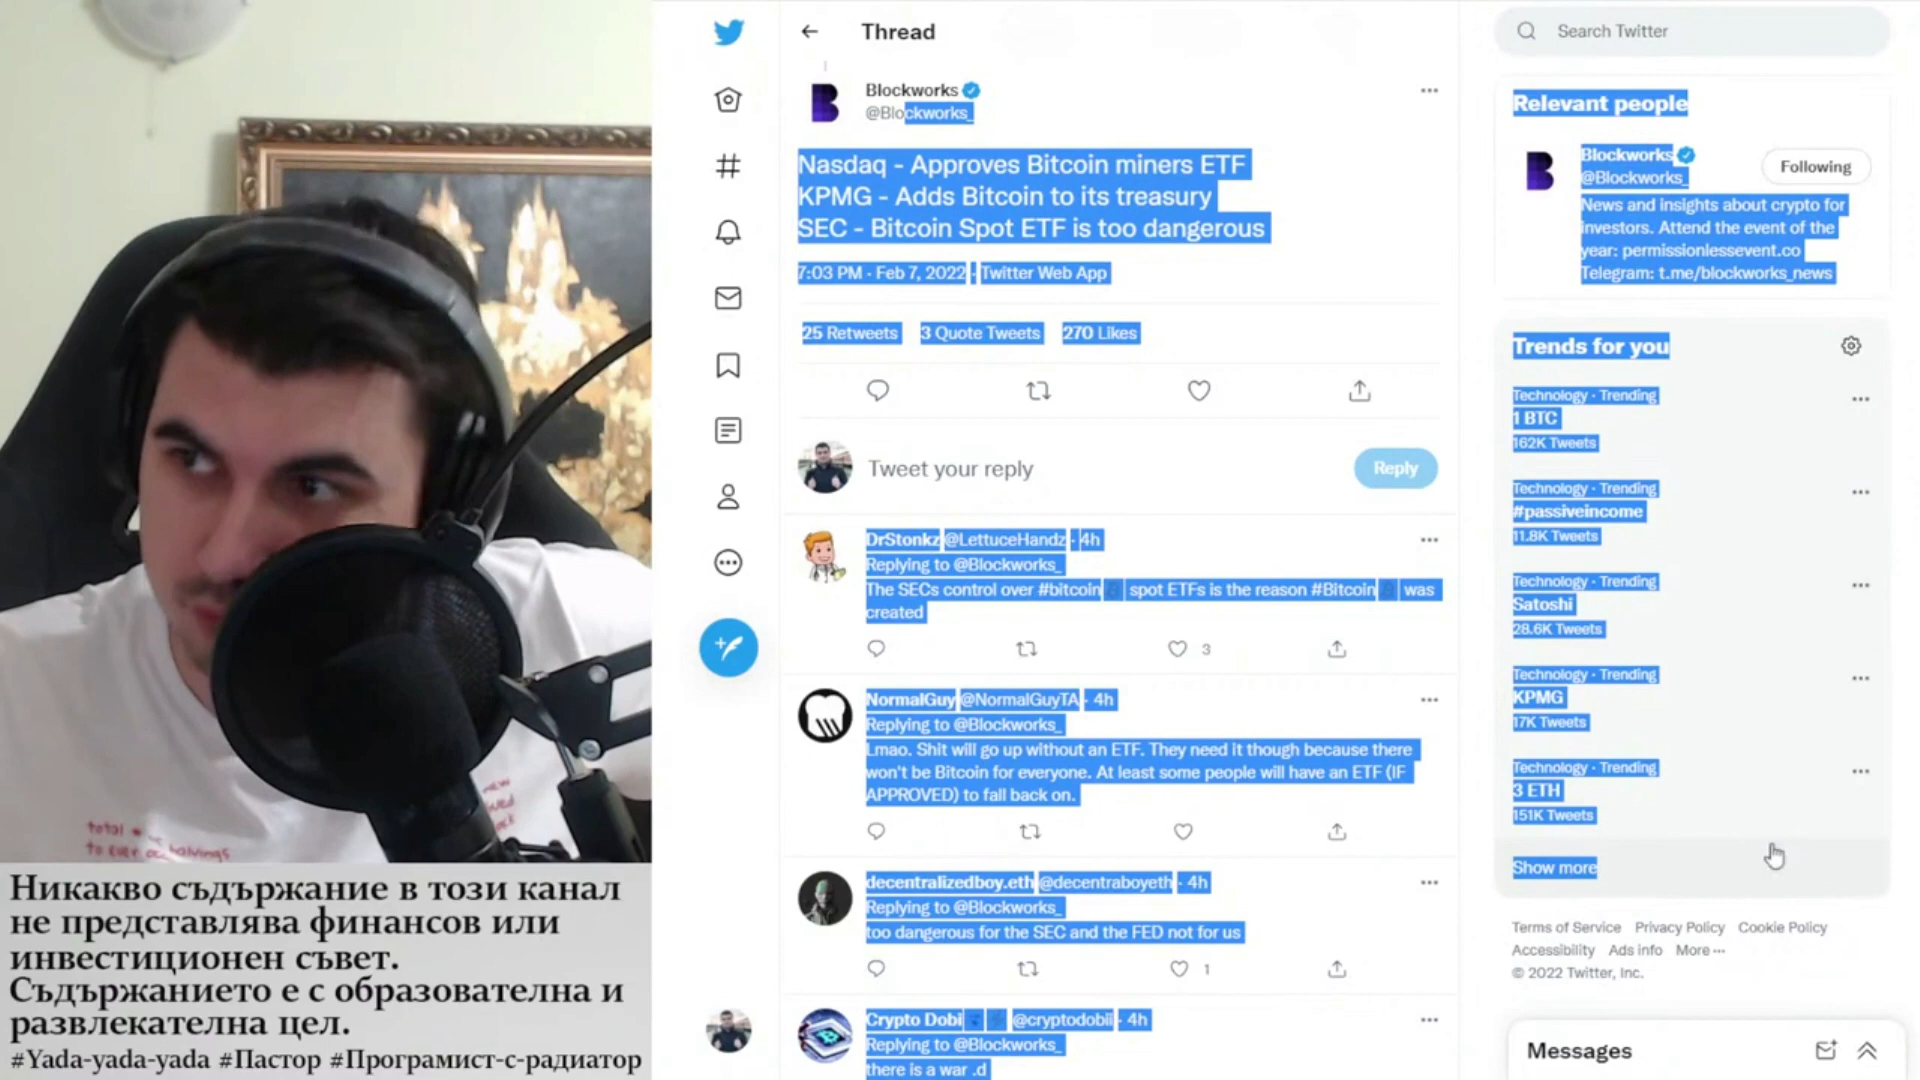 Thread
Blockworks
@Blockworks_
Nasdaq - Approves Bitcoin miners ETF
KPMG - Adds Bitcoin to its treasury
SEC - Bitcoin Spot ETF is too dangerous
7:03 PM · Feb 7, 2022 · Twitter Web App
25 Retweets 3 Quote Tweets 270 Likes
Tweet your reply
Reply
DrStonkz @LettuceHandz · 4h
Replying to @Blockworks_
The SECs control over #bitcoin spot ETFs is the reason #Bitcoin was
created
3
NormalGuy @NormalGuyTA · 4h
Replying to @Blockworks_
Lmao. Shit will go up without an ETF. They need it though because there
won't be Bitcoin for everyone. At least some people will have an ETF (IF
APPROVED) to fall back on.
decentralizedboy.eth @decentraboyeth · 4h
Replying to @Blockworks_
too dangerous for the SEC and the FED not for us
1
Crypto Dobi @cryptodobii · 4h
Replying to @Blockworks_
there is a war .d
Search Twitter
Relevant people
Blockworks
@Blockworks_
Following
News and insights about crypto for
investors. Attend the event of the
year: permissionlessevent.co
Telegram: t.me/blockworks_news
Trends for you
Technology · Trending
1 BTC
162K Tweets
Technology · Trending
#passiveincome
11.8K Tweets
Technology · Trending
Satoshi
28.6K Tweets
Technology · Trending
KPMG
17K Tweets
Technology · Trending
3 ETH
151K Tweets
Show more
Terms of Service Privacy Policy Cookie Policy
Accessibility Ads info More ···
© 2022 Twitter, Inc.
Messages
total
to ever halvings
Никакво съдържание в този канал
не представлява финансов или
инвестиционен съвет.
Съдържанието е с образователна и
развлекателна цел.
#Yada-yada-yada #Пастор #Програмист-с-радиатор